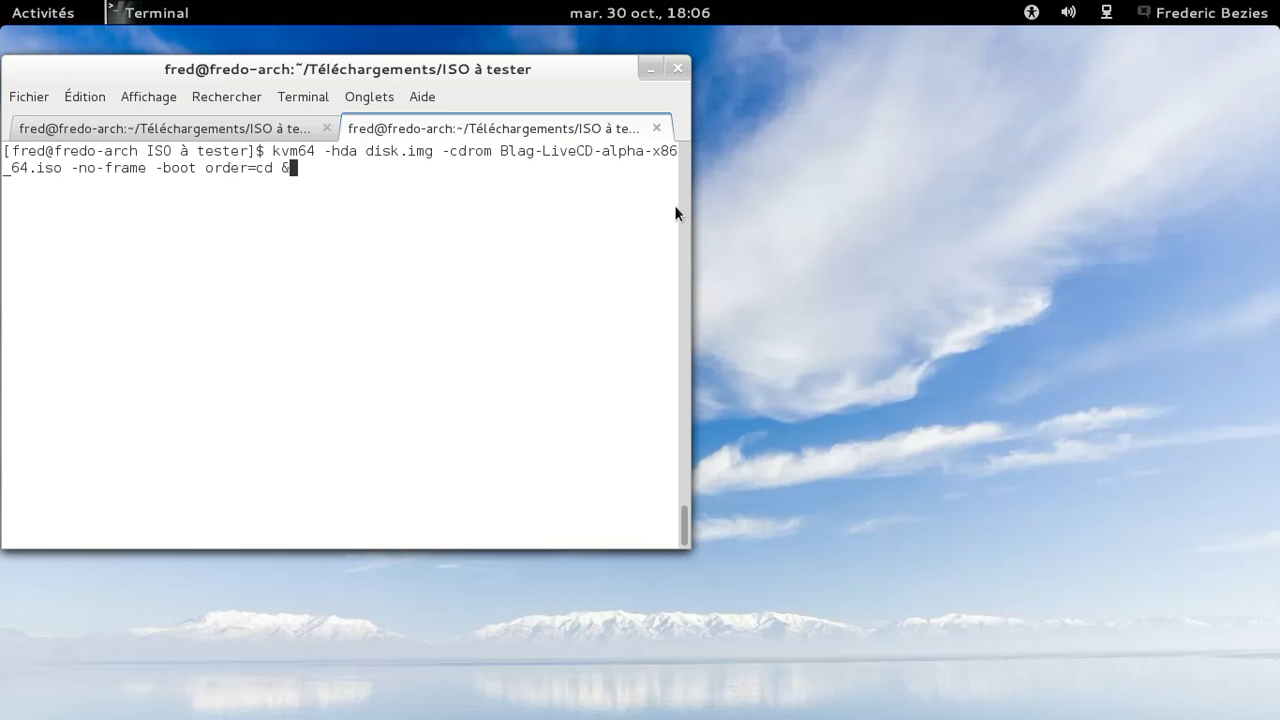 Activités
Terminal
mar. 30 oct., 18:06
Frederic Bezies
fred@fredo-arch:~/Téléchargements/ISO à tester
Fichier Édition Affichage Rechercher Terminal Onglets Aide
fred@fredo-arch:~/Téléchargements/ISO à te...
fred@fredo-arch:~/Téléchargements/ISO à te...
[fred@fredo-arch ISO à tester]$ kvm64 -hda disk.img -cdrom Blag-LiveCD-alpha-x86
_64.iso -no-frame -boot order=cd &